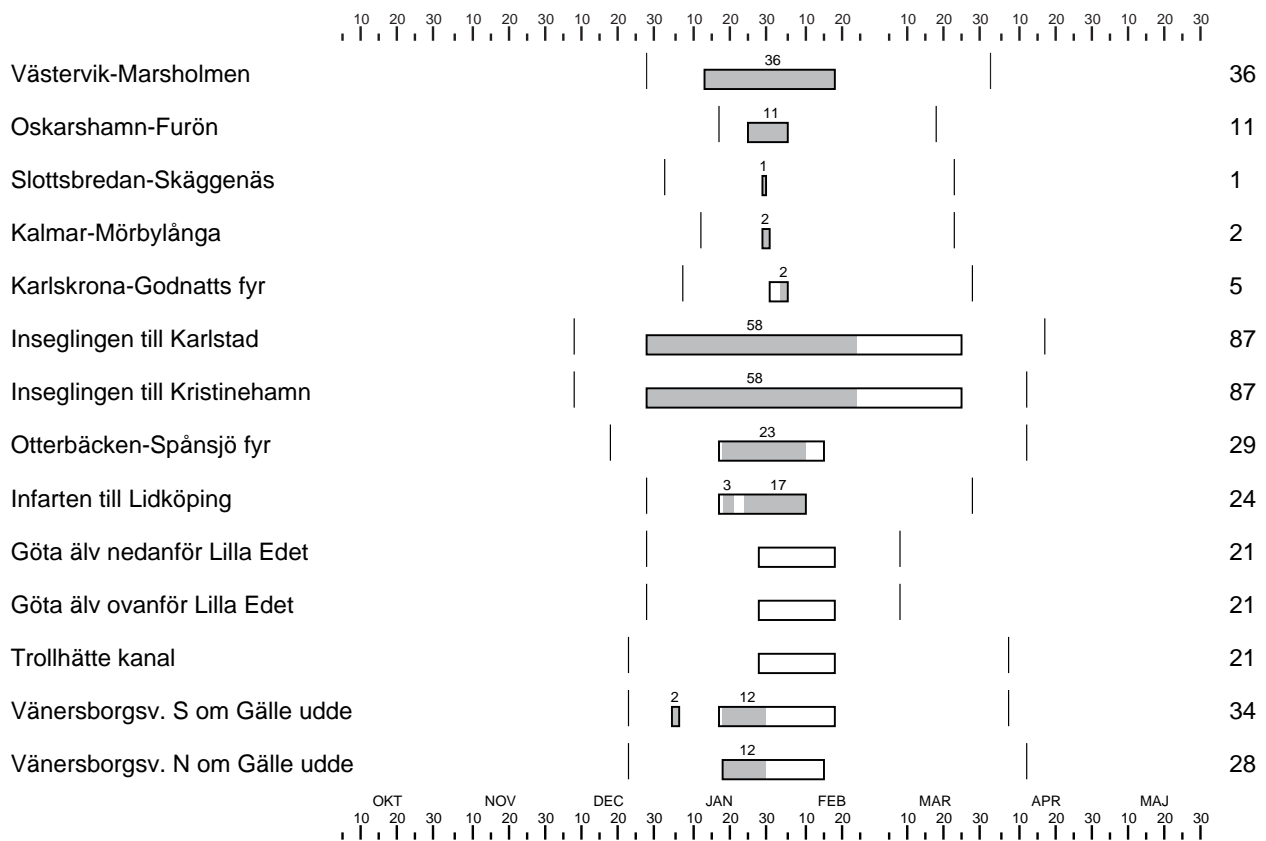 10 20 30 10 20 30 10 20 30 10 20 30 10 20 10 20 30 10 20 30 10 20 30
Västervik-Marsholmen 36 36
Oskarshamn-Furön 11 11
Slottsbredan-Skäggenäs 1 1
Kalmar-Mörbylånga 2 2
Karlskrona-Godnatts fyr 2 5
Inseglingen till Karlstad 58 87
Inseglingen till Kristinehamn 58 87
Otterbäcken-Spånsjö fyr 23 29
Infarten till Lidköping 3 17 24
Göta älv nedanför Lilla Edet 21
Göta älv ovanför Lilla Edet 21
Trollhätte kanal 21
Vänersborgsv. S om Gälle udde 2 12 34
Vänersborgsv. N om Gälle udde 12 28
OKT NOV DEC JAN FEB MAR APR MAJ
10 20 30 10 20 30 10 20 30 10 20 30 10 20 10 20 30 10 20 30 10 20 30